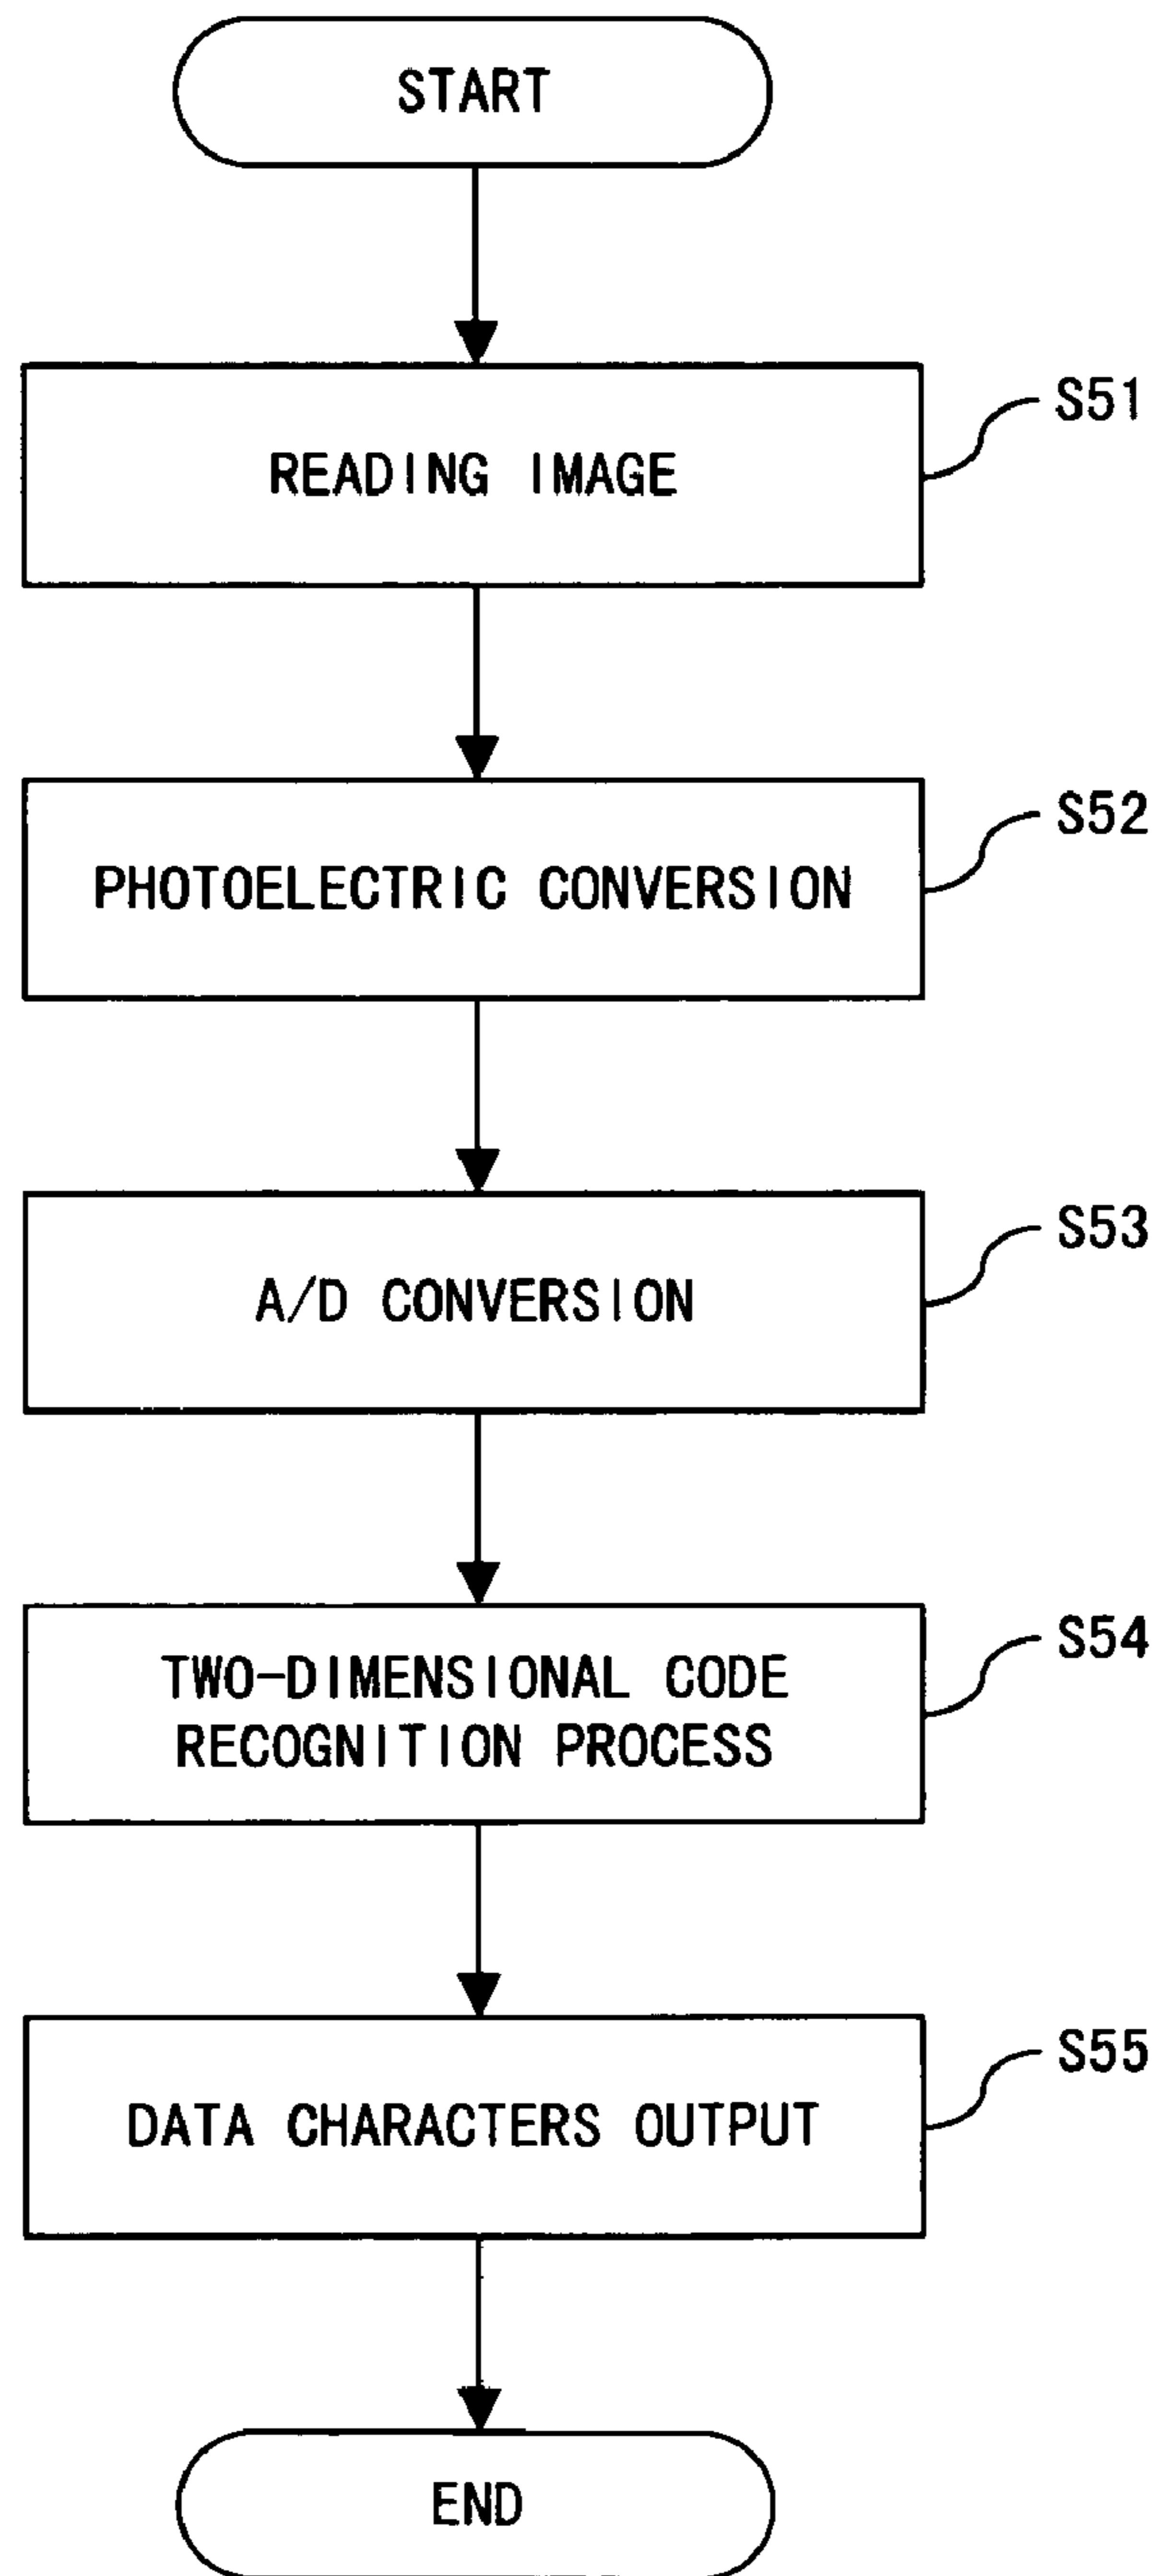 START
READING IMAGE
S51
PHOTOELECTRIC CONVERSION
S52
A/D CONVERSION
S53
TWO-DIMENSIONAL CODE
RECOGNITION PROCESS
S54
DATA CHARACTERS OUTPUT
S55
END